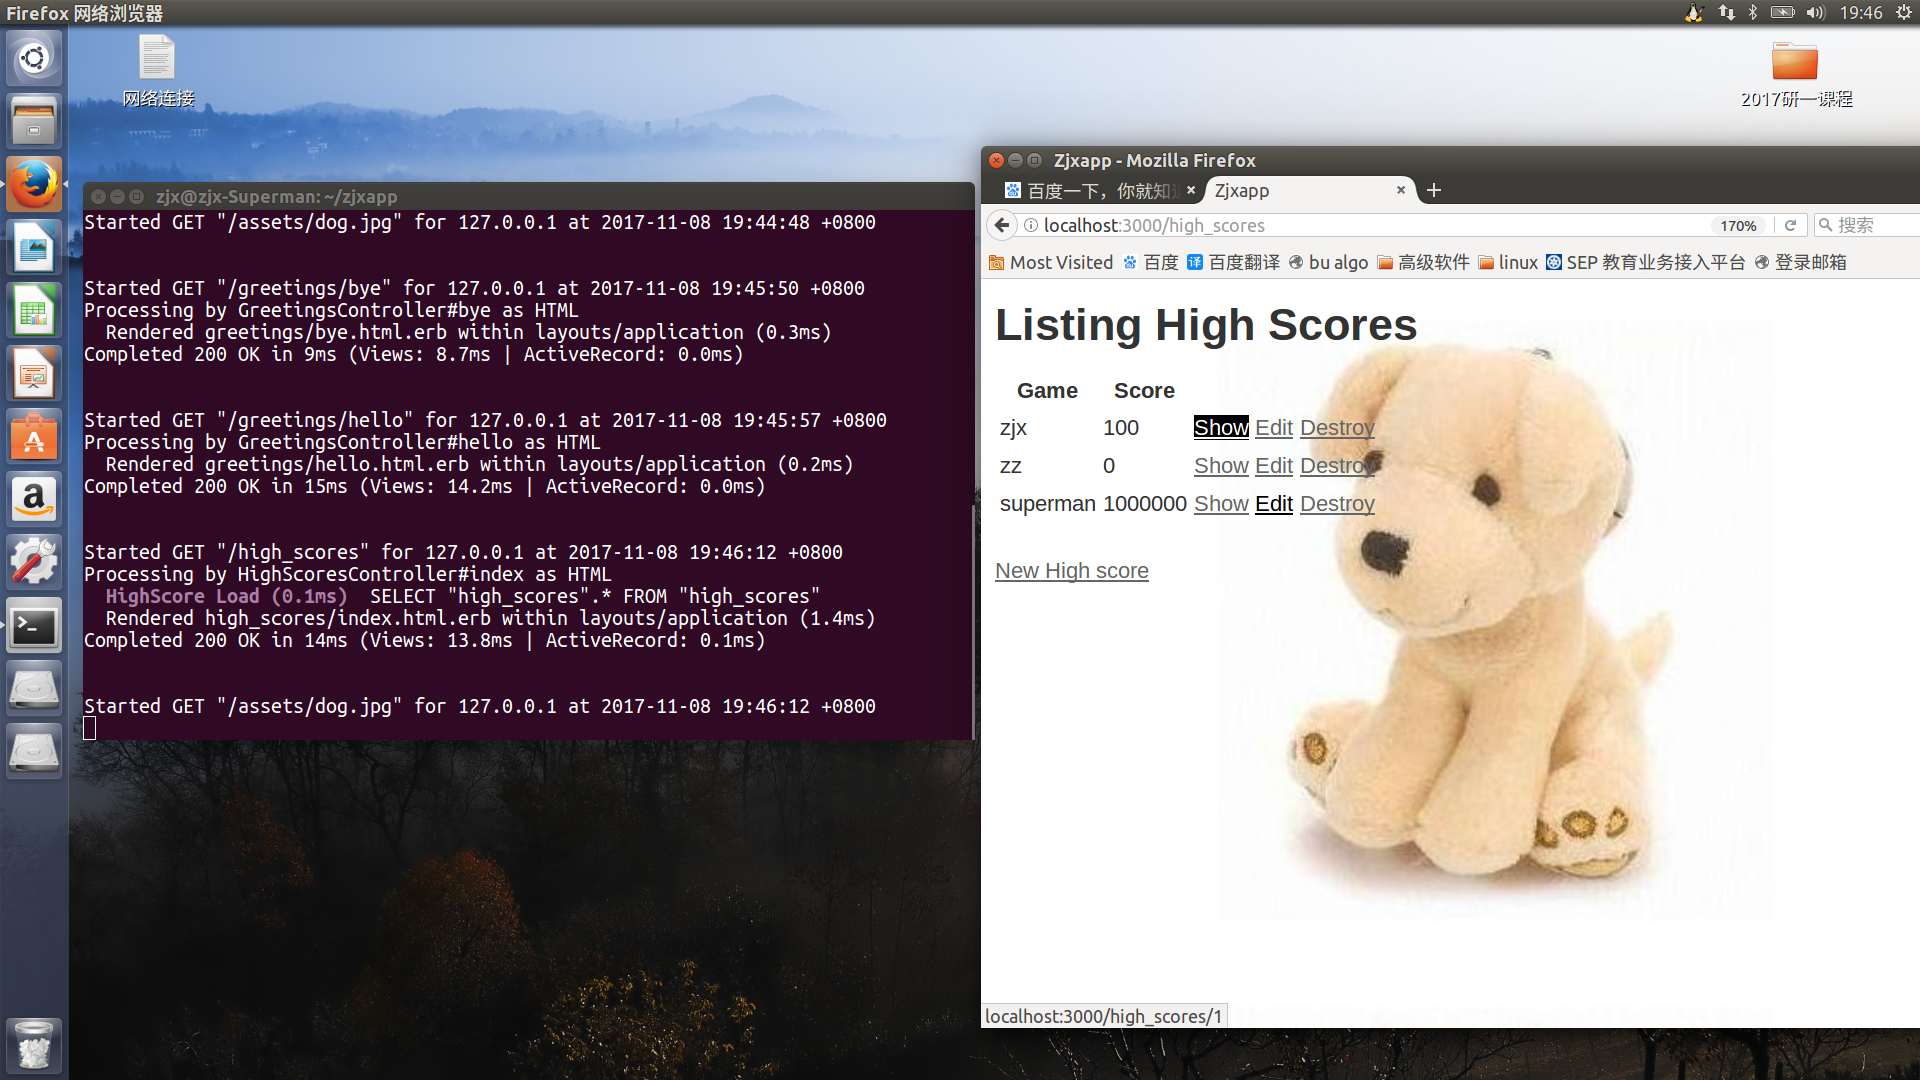 Firefox 网络浏览器
19:46
网络连接
2017研一课程
zjx@zjx-Superman: ~/zjxapp
Started GET "/assets/dog.jpg" for 127.0.0.1 at 2017-11-08 19:44:48 +0800
Started GET "/greetings/bye" for 127.0.0.1 at 2017-11-08 19:45:50 +0800
Processing by GreetingsController#bye as HTML
Rendered greetings/bye.html.erb within layouts/application (0.3ms)
Completed 200 OK in 9ms (Views: 8.7ms | ActiveRecord: 0.0ms)
Started GET "/greetings/hello" for 127.0.0.1 at 2017-11-08 19:45:57 +0800
Processing by GreetingsController#hello as HTML
Rendered greetings/hello.html.erb within layouts/application (0.2ms)
Completed 200 OK in 15ms (Views: 14.2ms | ActiveRecord: 0.0ms)
Started GET "/high_scores" for 127.0.0.1 at 2017-11-08 19:46:12 +0800
Processing by HighScoresController#index as HTML
HighScore Load (0.1ms) SELECT "high_scores".* FROM "high_scores"
Rendered high_scores/index.html.erb within layouts/application (1.4ms)
Completed 200 OK in 14ms (Views: 13.8ms | ActiveRecord: 0.1ms)
Started GET "/assets/dog.jpg" for 127.0.0.1 at 2017-11-08 19:46:12 +0800
Zjxapp - Mozilla Firefox
百度一下，你就知道 Zjxapp
localhost:3000/high_scores 170% 搜索
Most Visited 百度 百度翻译 bu algo 高级软件 linux SEP 教育业务接入平台 登录邮箱
Listing High Scores
Game Score
zjx 100 Show Edit Destroy
zz 0 Show Edit Destroy
superman 1000000 Show Edit Destroy
New High score
localhost:3000/high_scores/1